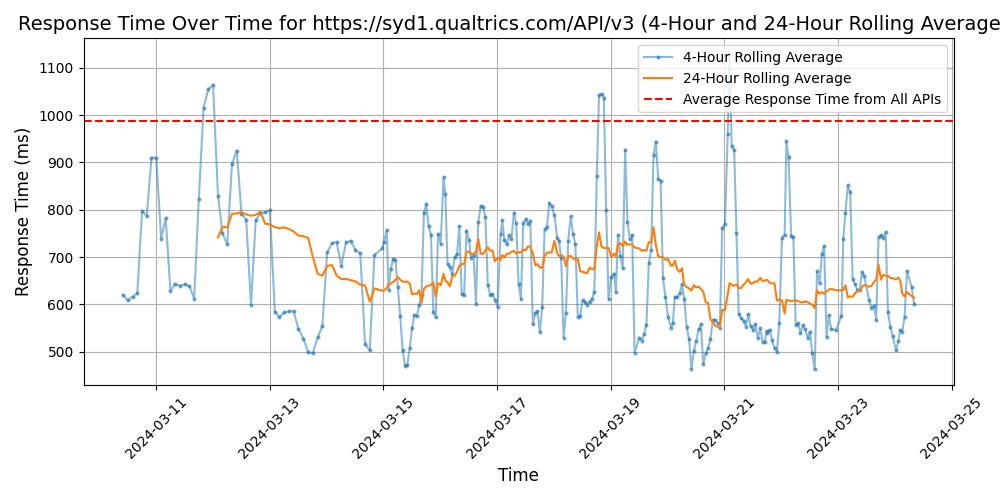 Response Time Over Time for https://syd1.qualtrics.com/API/v3 (4-Hour and 24-Hour Rolling Average
4-Hour Rolling Average
24-Hour Rolling Average
Average Response Time from All APIs
Response Time (ms)
1100
1000
900
800
700
600
500
2024-03-11
2024-03-13
2024-03-15
2024-03-17
2024-03-19
2024-03-21
2024-03-23
2024-03-25
Time